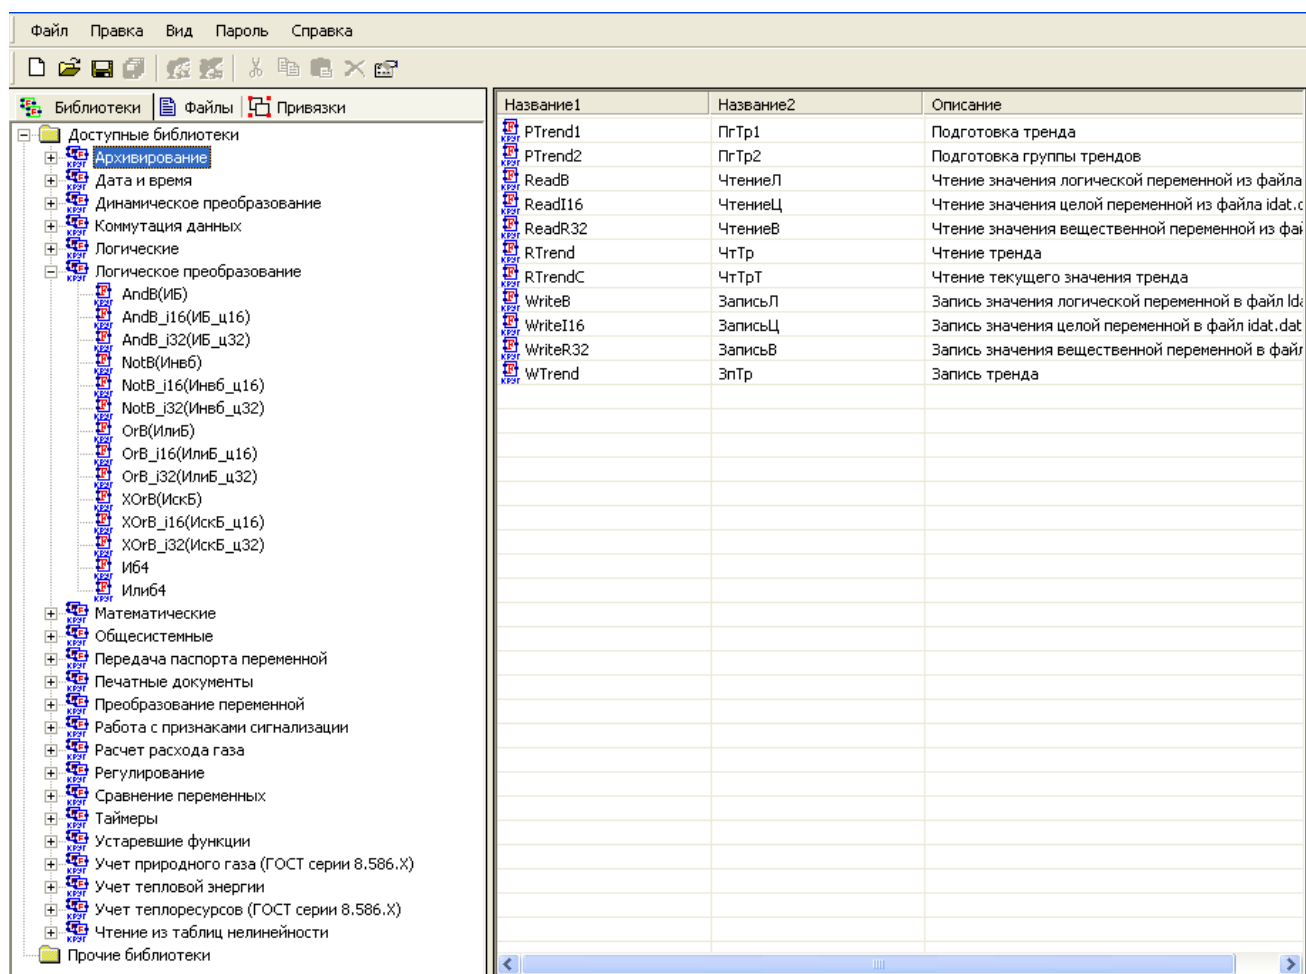 Файл Правка Вид Пароль Справка
Библиотеки Файлы Привязки
Доступные библиотеки
Архивирование
Дата и время
Динамическое преобразование
Коммутация данных
Логические
Логическое преобразование
AndB(ИБ)
AndB_i16(ИБ_ц16)
AndB_i32(ИБ_ц32)
NotB(Инвб)
NotB_i16(Инвб_ц16)
NotB_i32(Инвб_ц32)
OrB(ИлиБ)
OrB_i16(ИлиБ_ц16)
OrB_i32(ИлиБ_ц32)
XOrB(ИскБ)
XOrB_i16(ИскБ_ц16)
XOrB_i32(ИскБ_ц32)
Иб4
Илиб4
Математические
Общесистемные
Передача паспорта переменной
Печатные документы
Преобразование переменной
Работа с признаками сигнализации
Расчет расхода газа
Регулирование
Сравнение переменных
Таймеры
Устаревшие функции
Учет природного газа (ГОСТ серии 8.586.X)
Учет тепловой энергии
Учет теплоресурсов (ГОСТ серии 8.586.X)
Чтение из таблиц нелинейности
Прочие библиотеки
Название1 Название2 Описание
PTrend1 ПгТр1 Подготовка тренда
PTrend2 ПгТр2 Подготовка группы трендов
ReadB ЧтениеЛ Чтение значения логической переменной из файла
ReadI16 ЧтениеЦ Чтение значения целой переменной из файла idat.
ReadR32 ЧтениеВ Чтение значения вещественной переменной из
RTrend ЧтТр Чтение тренда
RTrendC ЧтТрТ Чтение текущего значения тренда
WriteB ЗаписьЛ Запись значения логической переменной в файл
WriteI16 ЗаписьЦ Запись значения целой переменной в файл idat.dat
WriteR32 ЗаписьВ Запись значения вещественной переменной в
WTrend ЗпТр Запись тренда